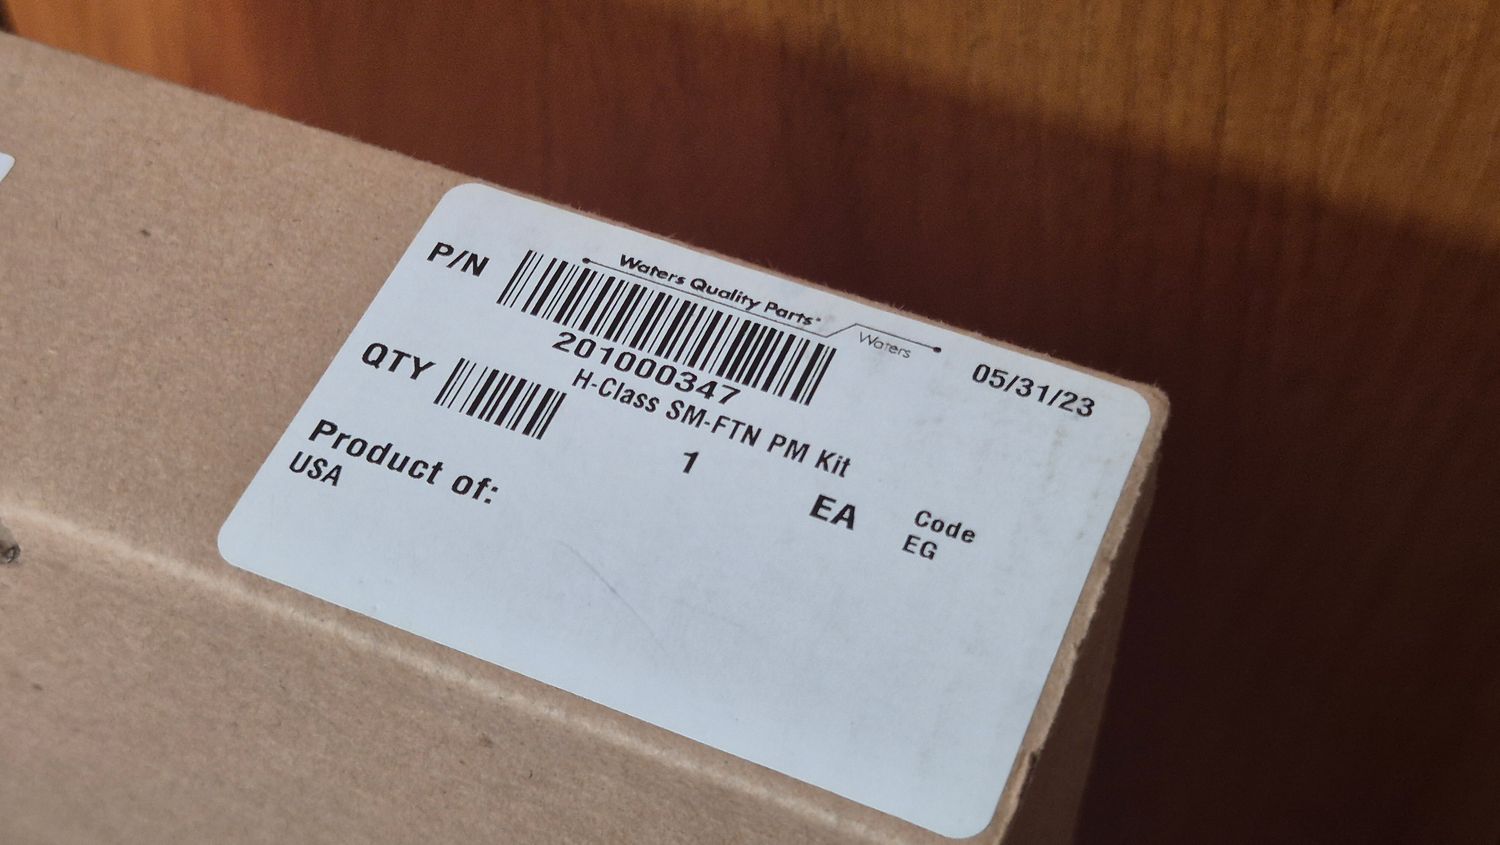 Waters Quality Parts®
Waters
P/N
05/31/23
201000347
H-Class SM-FTN PM Kit
QTY
1
EA
Code
EG
Product of:
USA